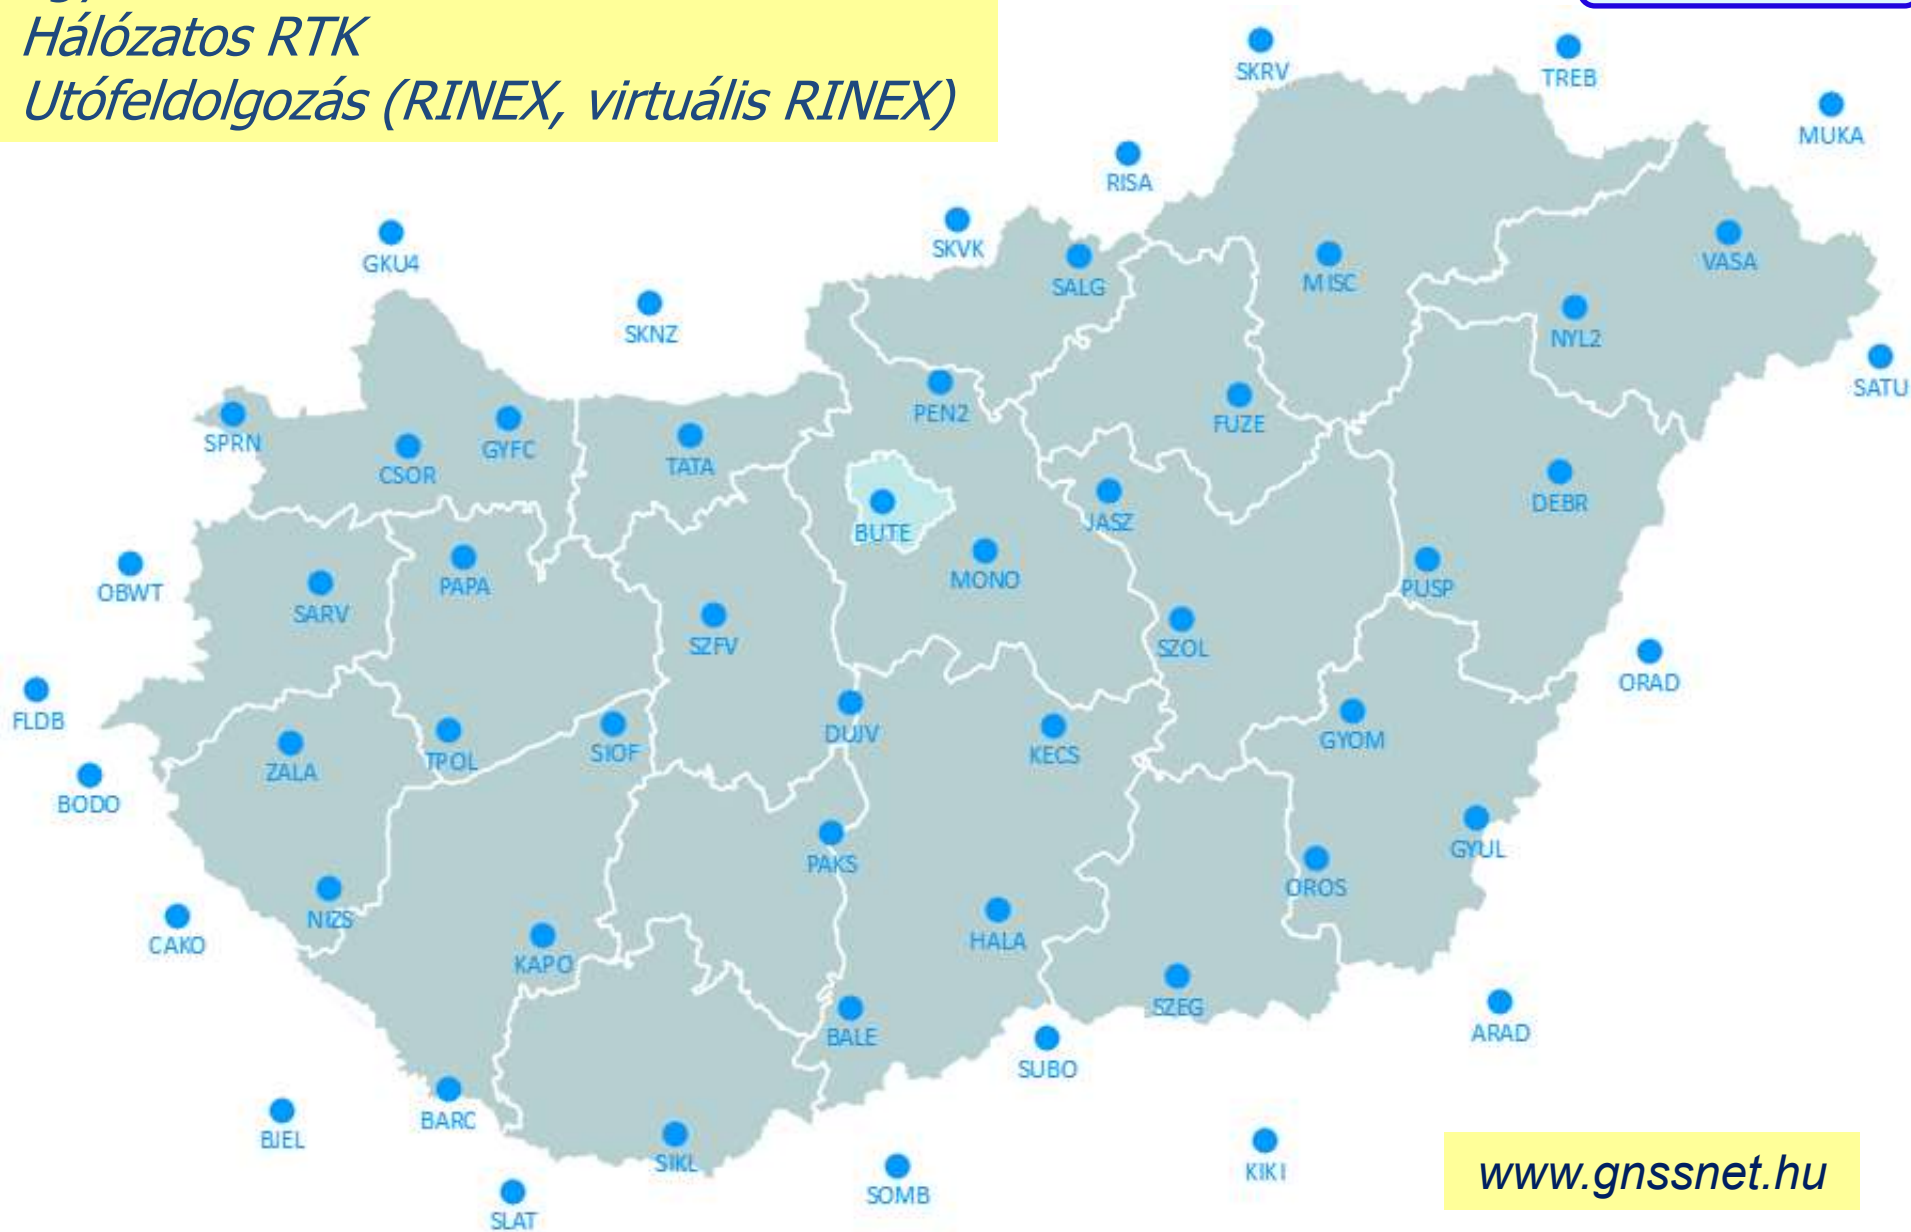 Hálózatos RTK
Utófeldolgozás (RINEX, virtuális RINEX)
SKRV
TREB
MUKA
RISA
SKVK
GKU4
SALG
MISC
VASA
SKNZ
NYL2
SATU
PEN2
FUZE
SPRN
GYFC
CSOR
TATA
DEBR
BUTE
JASZ
MONO
PUSP
OBWT
PAPA
SARV
SZFV
SZOL
ORAD
FLDB
DUJV
GYOM
SIOF
KECS
TPOL
ZALA
BODO
GYUL
PAKS
OROS
NIZS
CAKO
HALA
KAPO
SZEG
BALE
ARAD
SUBO
BARC
BJEL
SIKL
KIKI
SOMB
SLAT
www.gnssnet.hu